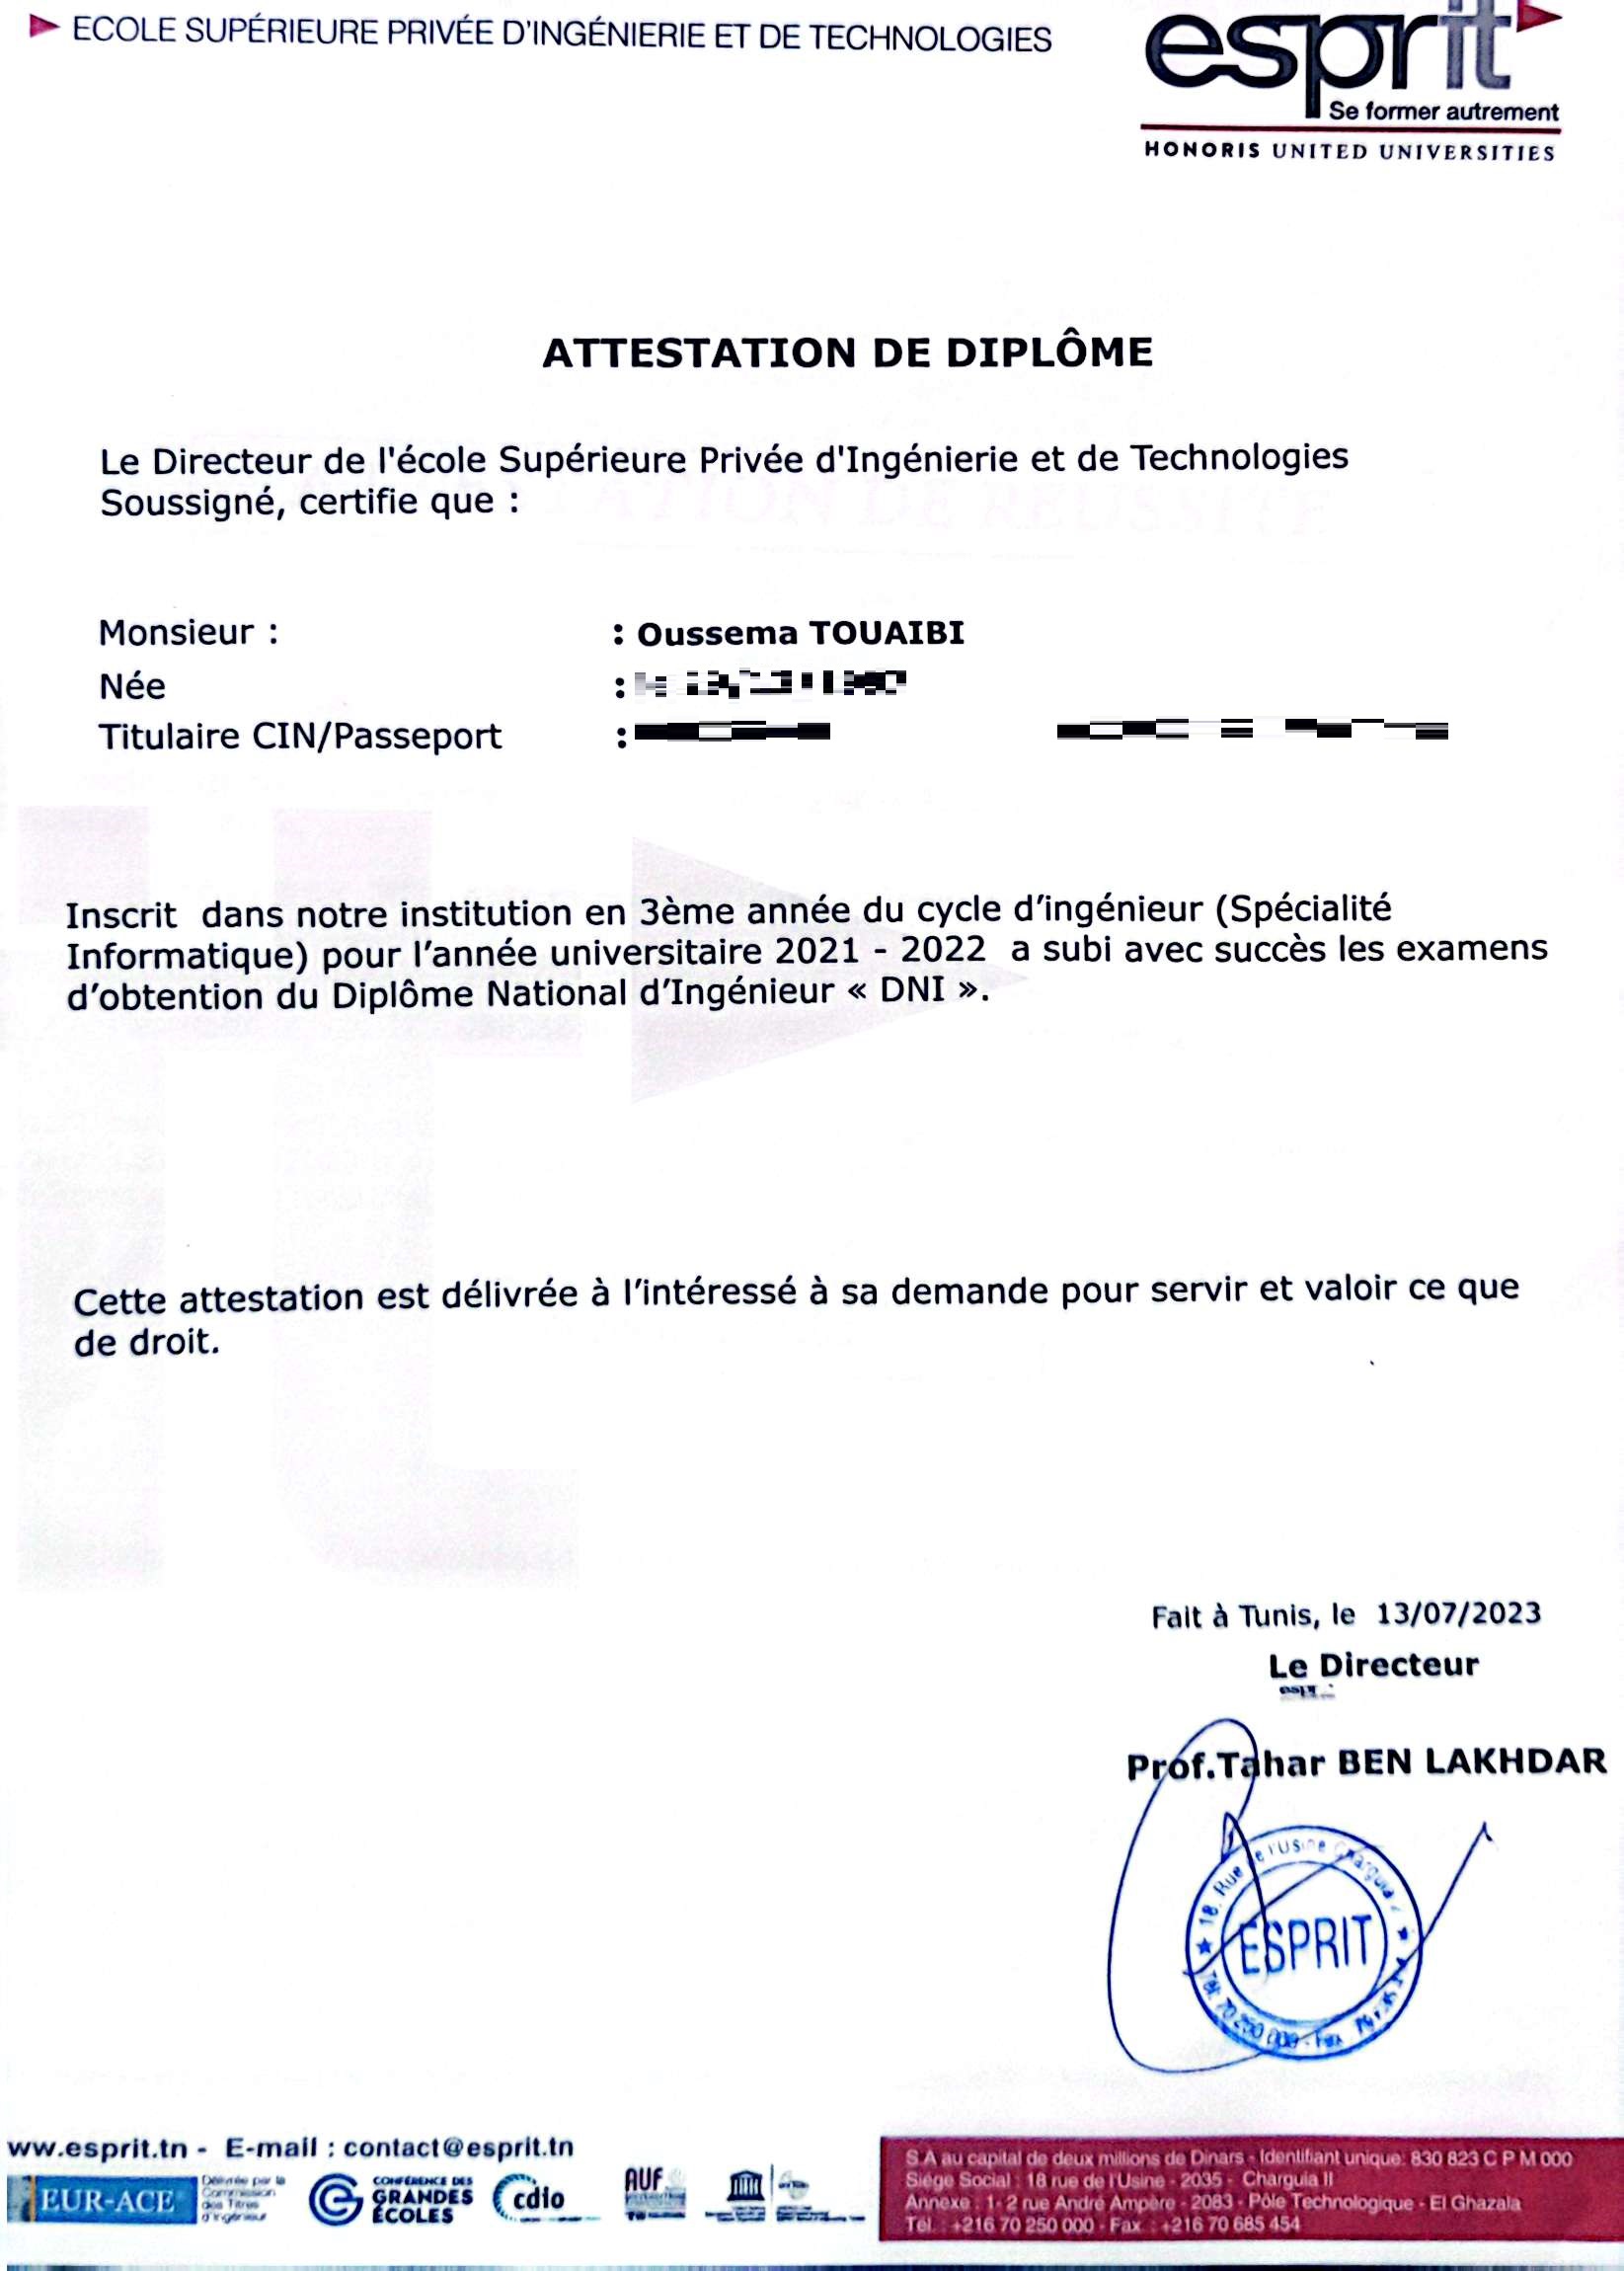 ECOLE SUPÉRIEURE PRIVÉE D'INGÉNIERIE ET DE TECHNOLOGIES
esprit
Se former autrement
HONORIS UNITED UNIVERSITIES
ATTESTATION DE DIPLÔME
Le Directeur de l'école Supérieure Privée d'Ingénierie et de Technologies
Soussigné, certifie que :
Monsieur : : Oussema TOUAIBI
Née :
Titulaire CIN/Passeport :
Inscrit dans notre institution en 3ème année du cycle d’ingénieur (Spécialité
Informatique) pour l’année universitaire 2021 - 2022 a subi avec succès les examens
d’obtention du Diplôme National d’Ingénieur « DNI ».
Cette attestation est délivrée à l’intéressé à sa demande pour servir et valoir ce que
de droit.
Fait à Tunis, le 13/07/2023
Le Directeur
Prof.Tahar BEN LAKHDAR
18, Rue de l'Usine Charguia
ESPRIT
Tél: 70 250 000 - Fax
ww.esprit.tn - E-mail : contact@esprit.tn
EUR-ACE
Délivrée par la
Commission
des Titres
d'Ingénieur
CONFÉRENCE DES
GRANDES
ÉCOLES
cdio
AUF
S.A au capital de deux millions de Dinars - Identifiant unique: 830 823 C P M 000
Siège Social : 18 rue de l'Usine - 2035 - Charguia II
Annexe : 1- 2 rue André Ampère - 2083 - Pôle Technologique - El Ghazala
Tél. : +216 70 250 000 - Fax : +216 70 685 454